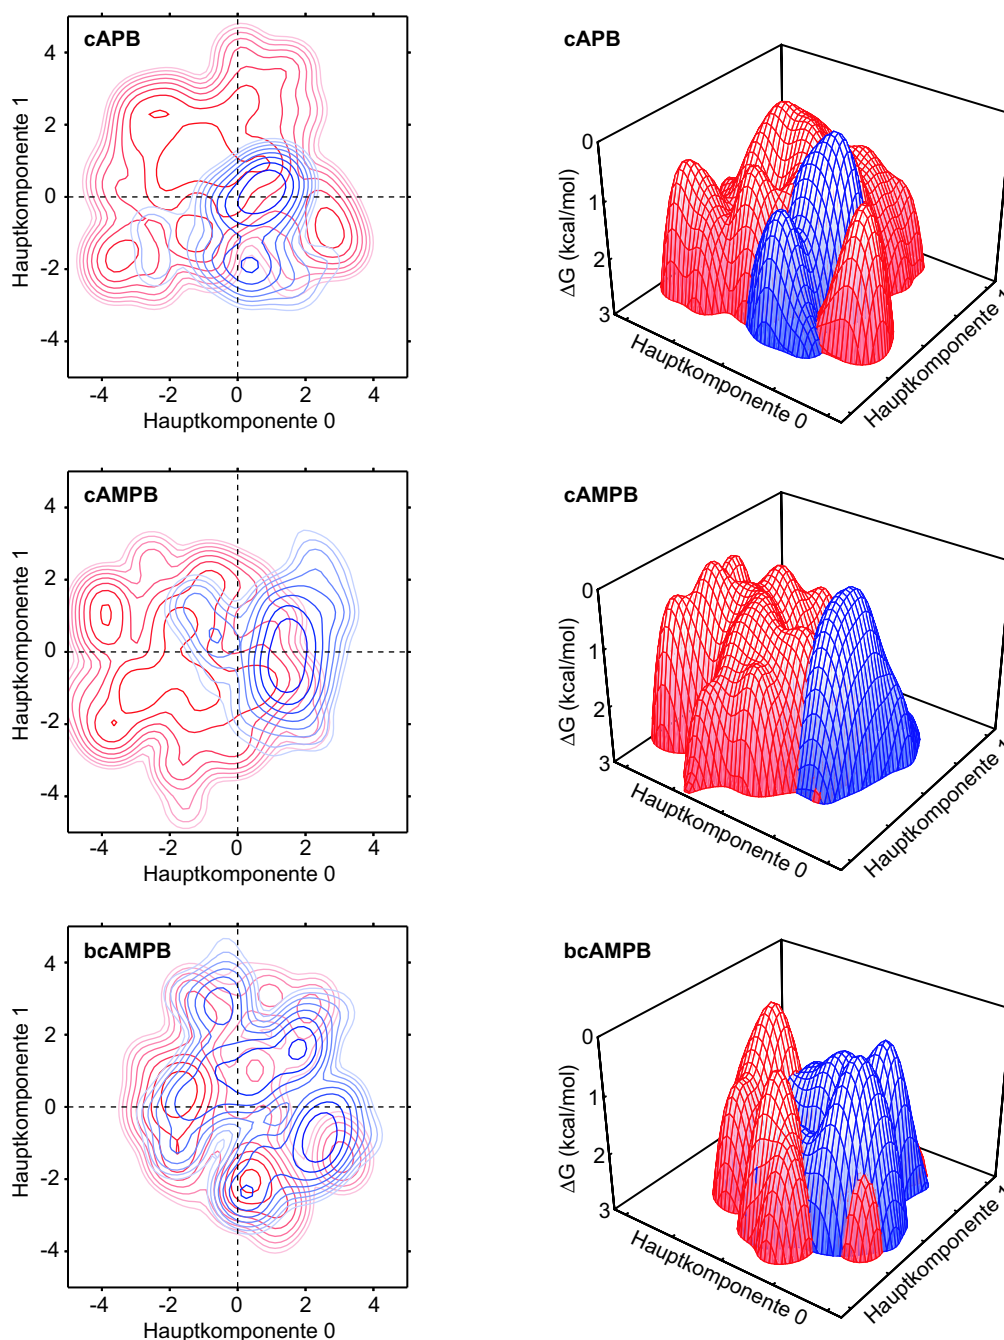 cAPB
4
2
0
-2
-4
Hauptkomponente 1
-4 -2 0 2 4
Hauptkomponente 0
cAPB
0
1
2
3
ΔG (kcal/mol)
Hauptkomponente 0
Hauptkomponente 1
cAMPB
4
2
0
-2
-4
Hauptkomponente 1
-4 -2 0 2 4
Hauptkomponente 0
cAMPB
0
1
2
3
ΔG (kcal/mol)
Hauptkomponente 0
Hauptkomponente 1
bcAMPB
4
2
0
-2
-4
Hauptkomponente 1
-4 -2 0 2 4
Hauptkomponente 0
bcAMPB
0
1
2
3
ΔG (kcal/mol)
Hauptkomponente 0
Hauptkomponente 1